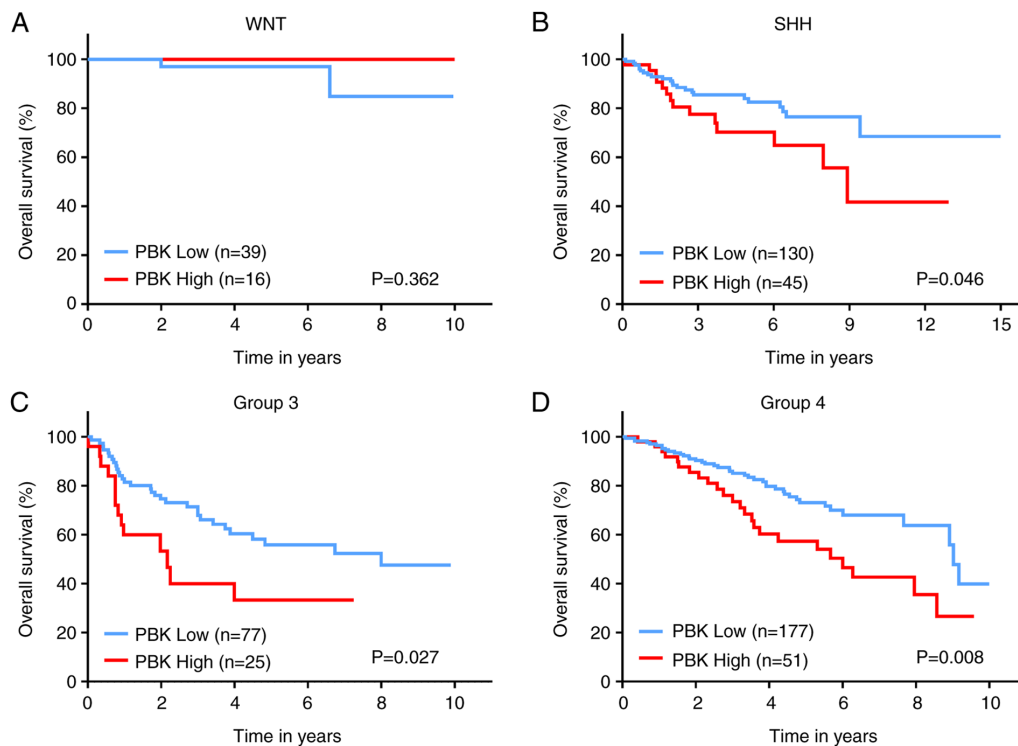 A
WNT
Overall survival (%)
100
80
60
40
20
0
PBK Low (n=39)
PBK High (n=16)
P=0.362
0 2 4 6 8 10
Time in years
B
SHH
Overall survival (%)
100
80
60
40
20
0
PBK Low (n=130)
PBK High (n=45)
P=0.046
0 3 6 9 12 15
Time in years
C
Group 3
Overall survival (%)
100
80
60
40
20
0
PBK Low (n=77)
PBK High (n=25)
P=0.027
0 2 4 6 8 10
Time in years
D
Group 4
Overall survival (%)
100
80
60
40
20
0
PBK Low (n=177)
PBK High (n=51)
P=0.008
0 2 4 6 8 10
Time in years